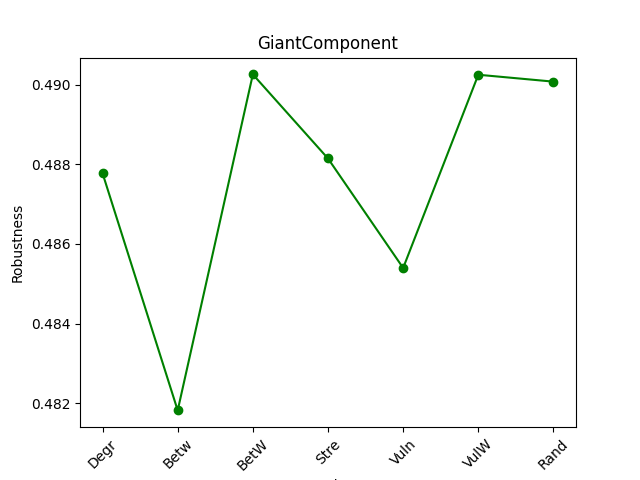 GiantComponent
0.490
0.488
0.486
0.484
0.482
Robustness
Degr
Betw
BetW
Stre
Vuln
VulW
Rand